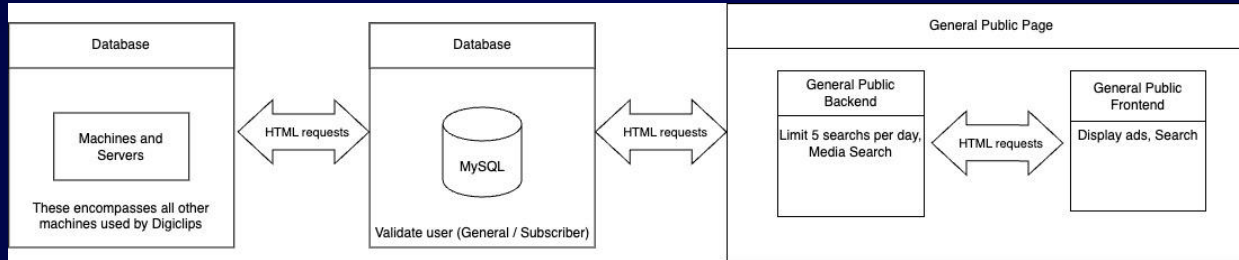 Database
Machines and
Servers
These encompasses all other
machines used by Digiclips
HTML requests
Database
MySQL
Validate user (General / Subscriber)
HTML requests
General Public Page
General Public
Backend
Limit 5 searchs per day,
Media Search
HTML requests
General Public
Frontend
Display ads, Search